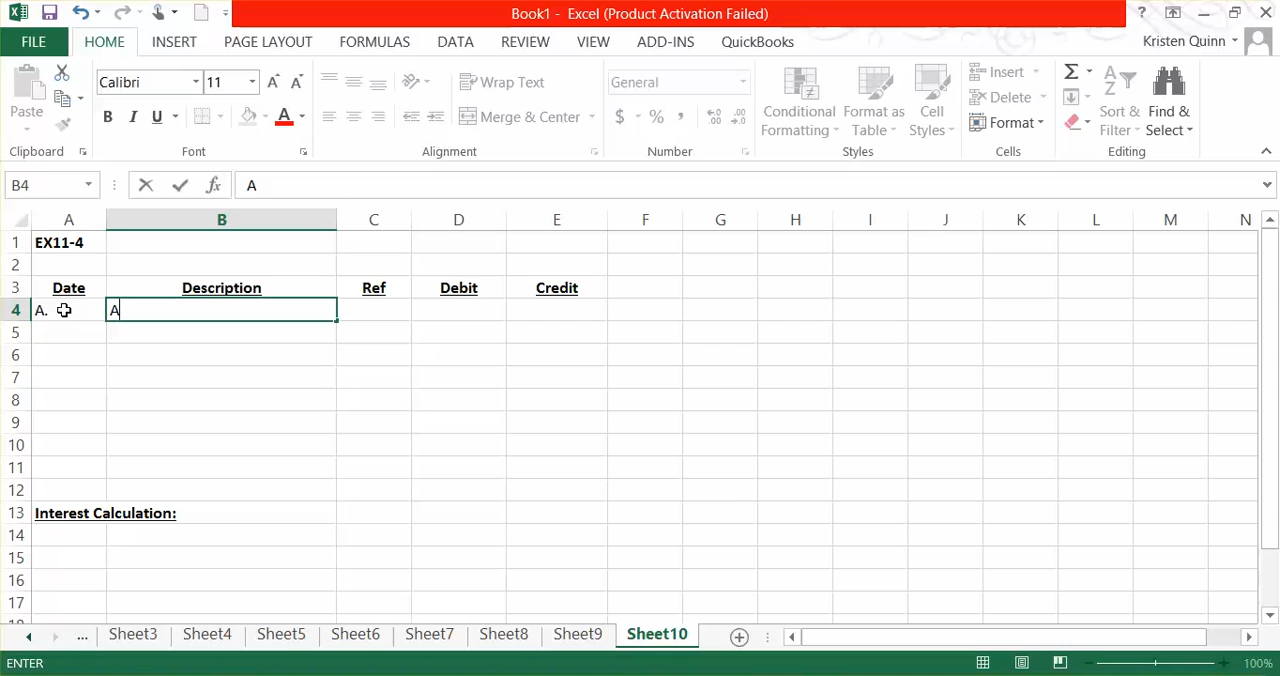 Book1 - Excel (Product Activation Failed)
FILE HOME INSERT PAGE LAYOUT FORMULAS DATA REVIEW VIEW ADD-INS QuickBooks Kristen Quinn
Paste Calibri 11 A A Wrap Text General Insert Σ
Merge & Center $ % , Conditional Formatting Format as Table Cell Styles Delete Sort & Filter Find & Select
B I U A Format
Clipboard Font Alignment Number Styles Cells Editing
B4 fx A
A B C D E F G H I J K L M N
1 EX11-4
2
3 Date Description Ref Debit Credit
4 A. A
5
6
7
8
9
10
11
12
13 Interest Calculation:
14
15
16
17
... Sheet3 Sheet4 Sheet5 Sheet6 Sheet7 Sheet8 Sheet9 Sheet10
ENTER 100%